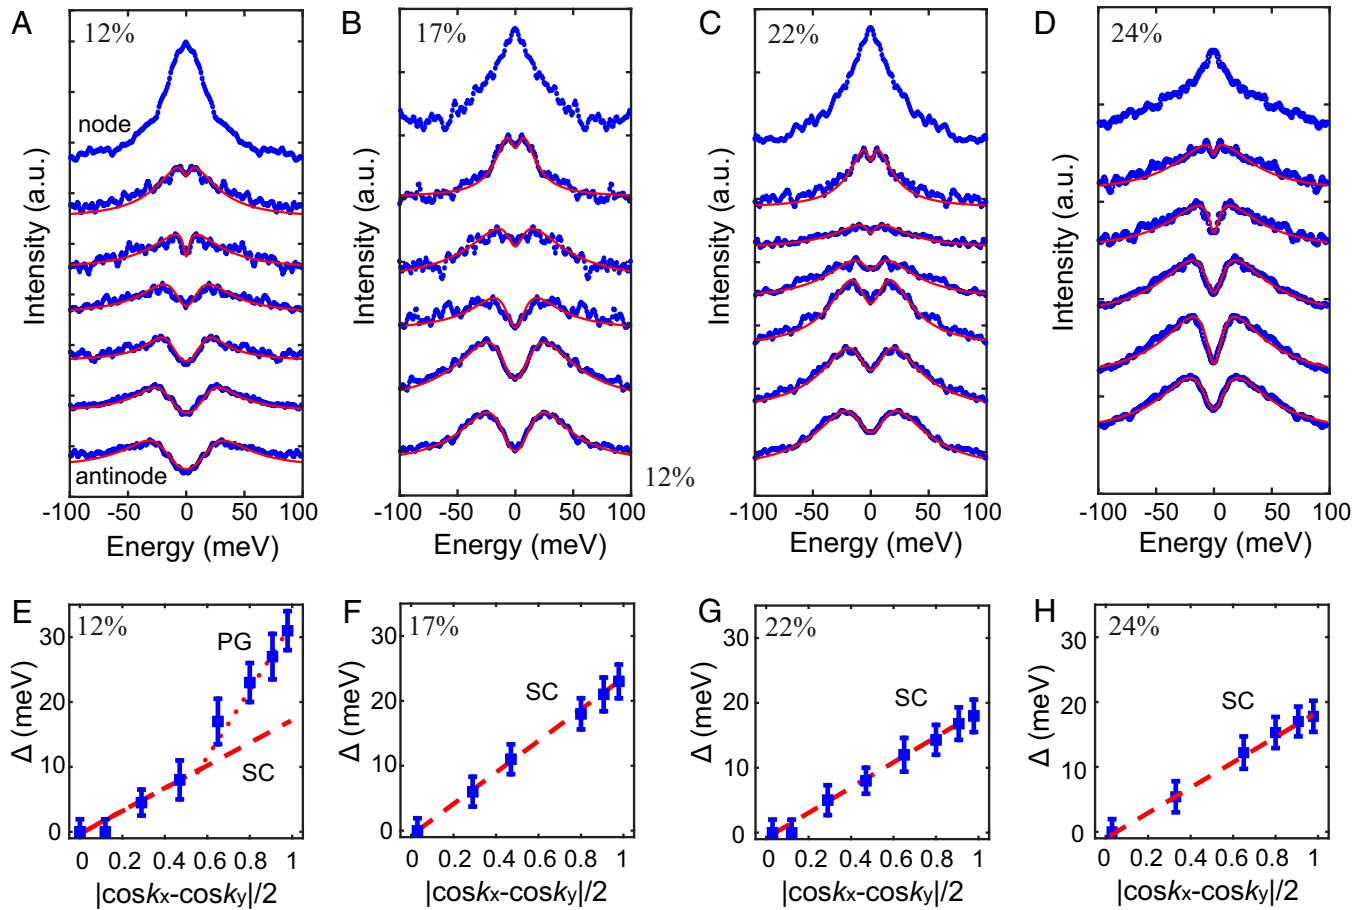 A
12%
node
antinode
Intensity (a.u.)
-100 -50 0 50 100
Energy (meV)
B
17%
Intensity (a.u.)
-100 -50 0 50 100
Energy (meV)
12%
C
22%
Intensity (a.u.)
-100 -50 0 50 100
Energy (meV)
D
24%
Intensity (a.u.)
-100 -50 0 50 100
Energy (meV)
E
12%
PG
SC
30
20
10
0
Δ (meV)
0 0.2 0.4 0.6 0.8 1
|coskx-cosky|/2
F
17%
SC
30
20
10
0
Δ (meV)
0 0.2 0.4 0.6 0.8 1
|coskx-cosky|/2
G
22%
SC
30
20
10
0
Δ (meV)
0 0.2 0.4 0.6 0.8 1
|coskx-cosky|/2
H
24%
SC
30
20
10
0
Δ (meV)
0 0.2 0.4 0.6 0.8 1
|coskx-cosky|/2